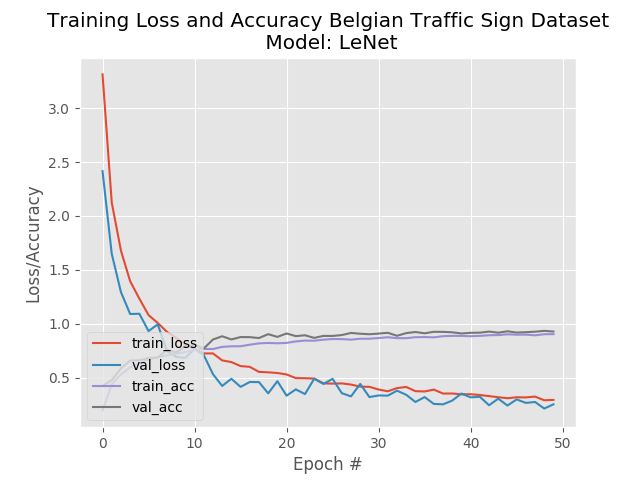 Training Loss and Accuracy Belgian Traffic Sign Dataset
Model: LeNet
Loss/Accuracy
3.0
2.5
2.0
1.5
1.0
0.5
train_loss
val_loss
train_acc
val_acc
0 10 20 30 40 50
Epoch #